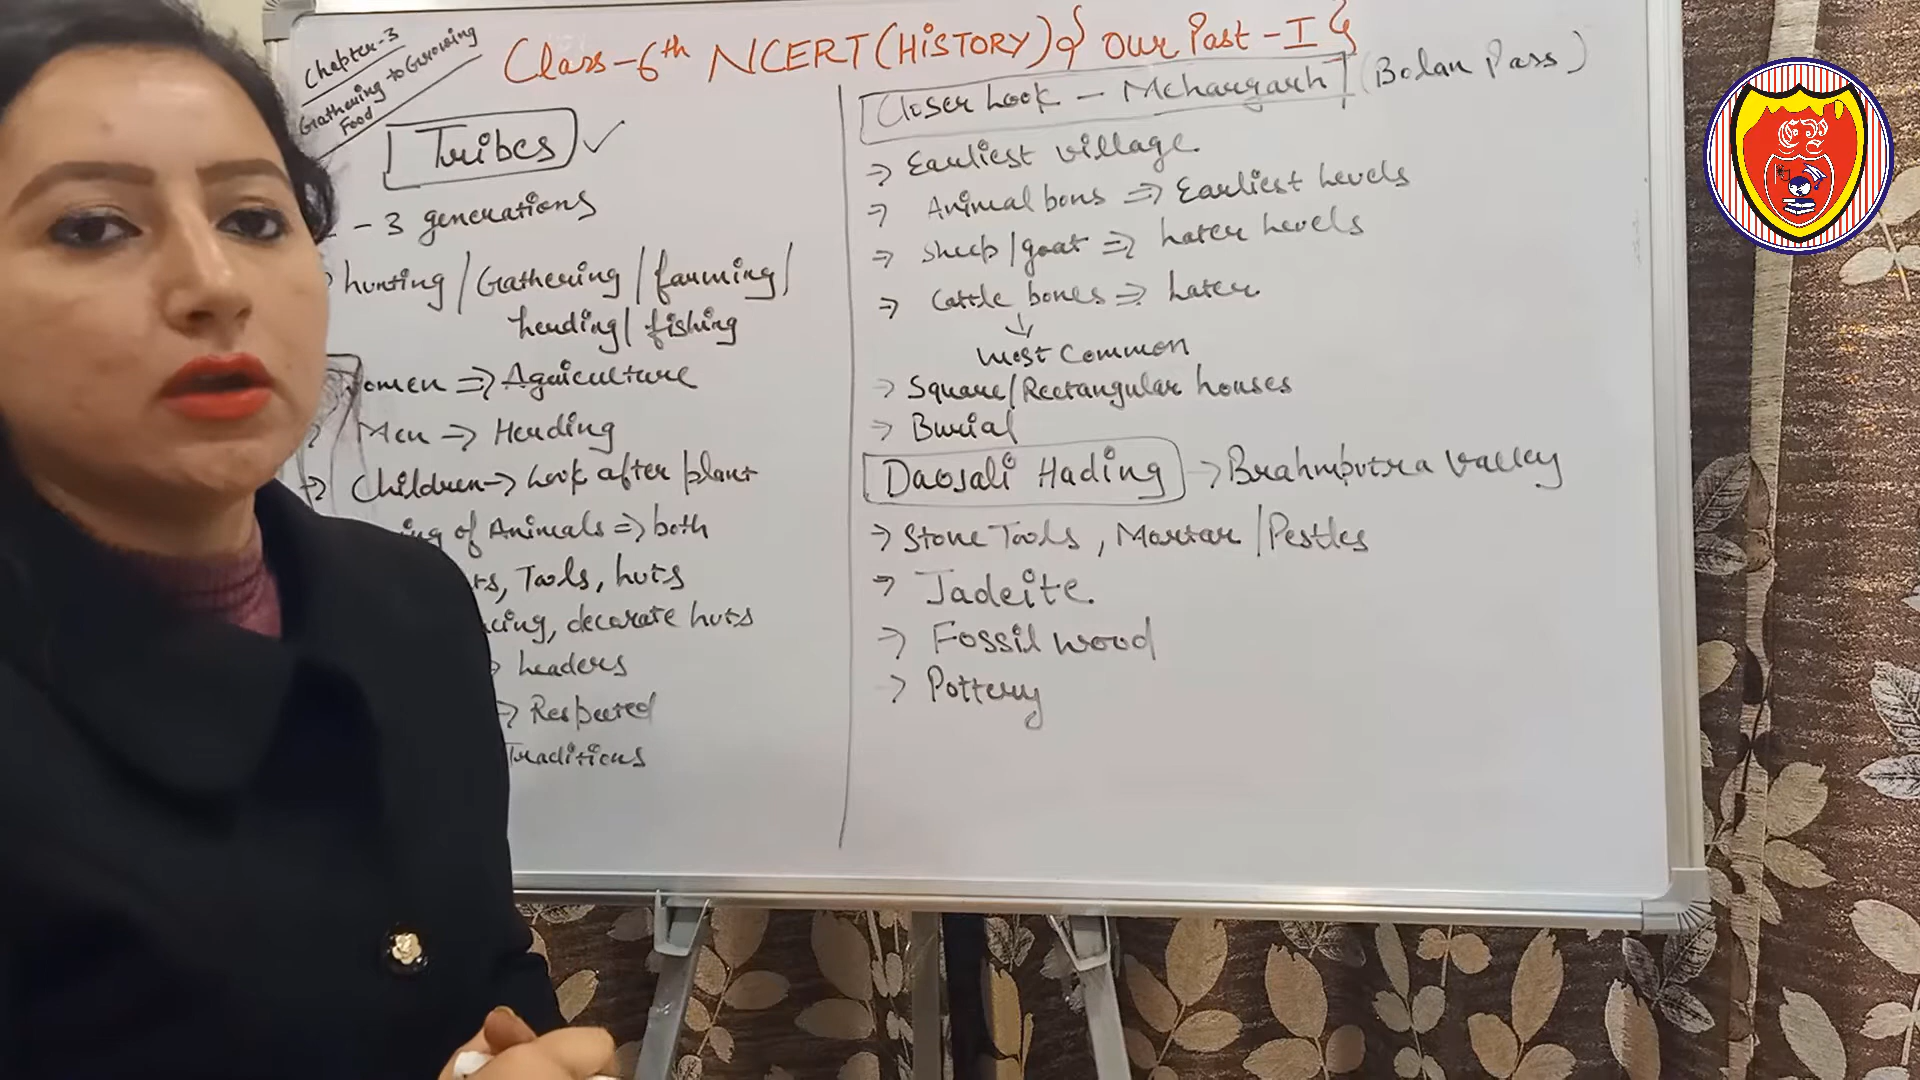 Chapter-3
Gathering to Growing
Food
Class-6th NCERT (HISTORY) { Our Past - I }
Tribes ✓
- 3 generations
hunting / Gathering / farming /
herding / fishing
women => Agriculture
Men => Herding
Children -> Look after plant
ing of Animals => both
rs, Tools, huts
cing, decorate huts
Leaders
-> Respected
Traditions
Closer Look - Mehargarh (Bolan Pass)
=> Earliest village
=> Animal bons => Earliest Levels
=> Sheep / goat => Later Levels
=> Cattle bones => Later
↓
Most Common
-> Square / Rectangular houses
-> Burial
Daojali Hading -> Brahmputra Valley
-> Stone Tools, Mortar / Pestles
=> Jadeite.
-> Fossil wood
-> Pottery